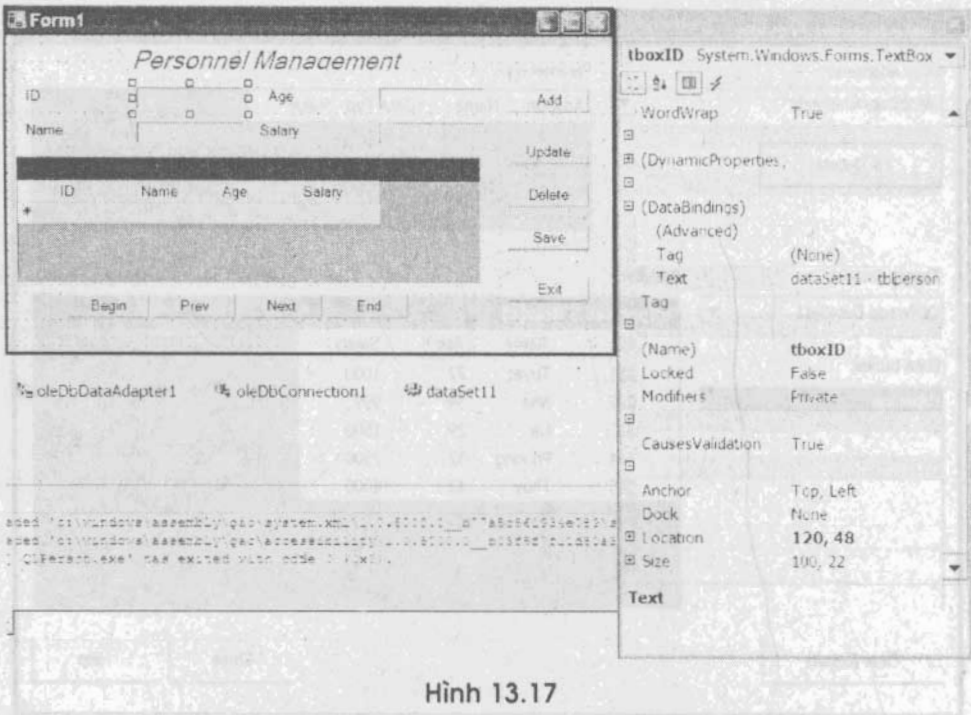 Form1
Personnel Management
ID
Age
Add
Name
Salary
Update
ID Name Age Salary
Delete
Save
Exit
Begin Prev Next End
oleDbDataAdapter1 oleDbConnection1 dataSet11
exited with code
tboxID System.Windows.Forms.TextBox
WordWrap True
(DynamicProperties)
(DataBindings)
(Advanced)
Tag (None)
Text dataSet11 - tblperson
Tag
(Name) tboxID
Locked False
Modifiers Private
CausesValidation True
Anchor Top, Left
Dock None
Location 120, 48
Size 100, 22
Text
Hình 13.17